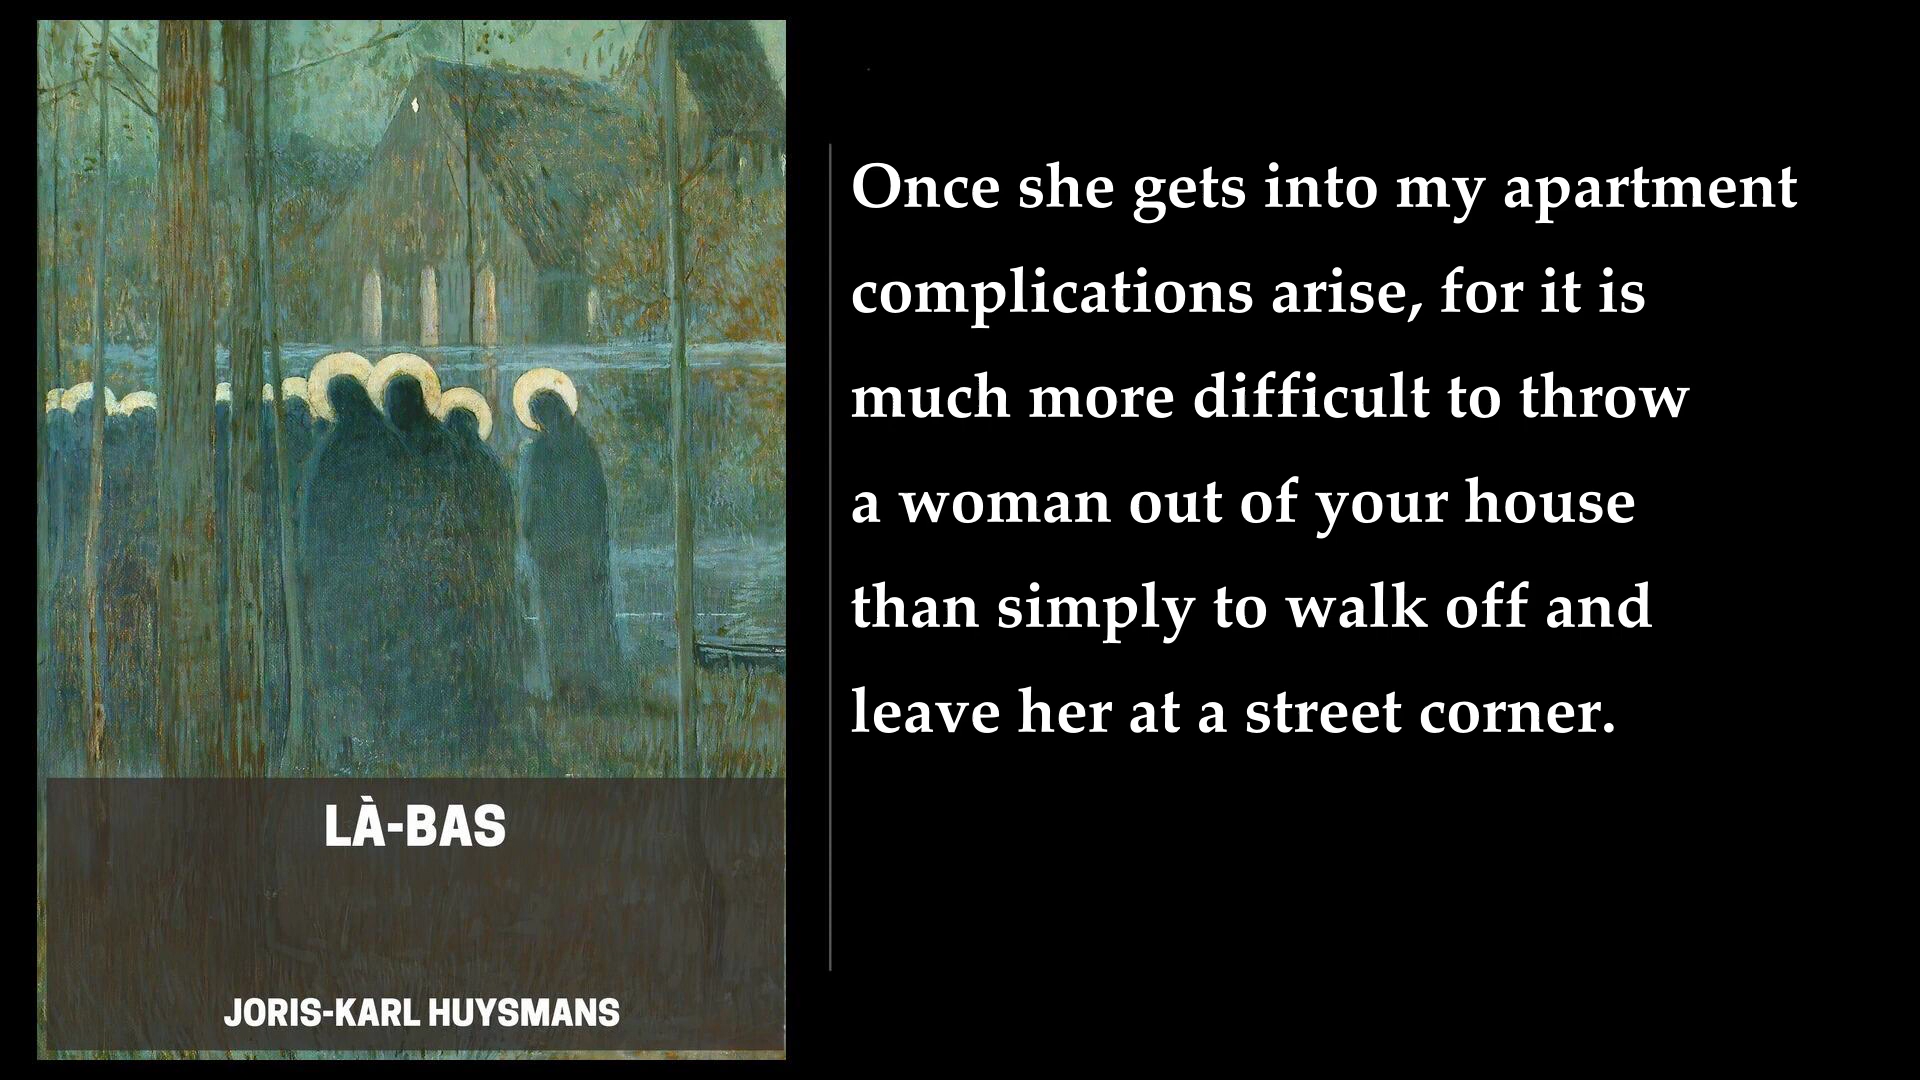 LÀ-BAS
JORIS-KARL HUYSMANS
Once she gets into my apartment
complications arise, for it is
much more difficult to throw
a woman out of your house
than simply to walk off and
leave her at a street corner.